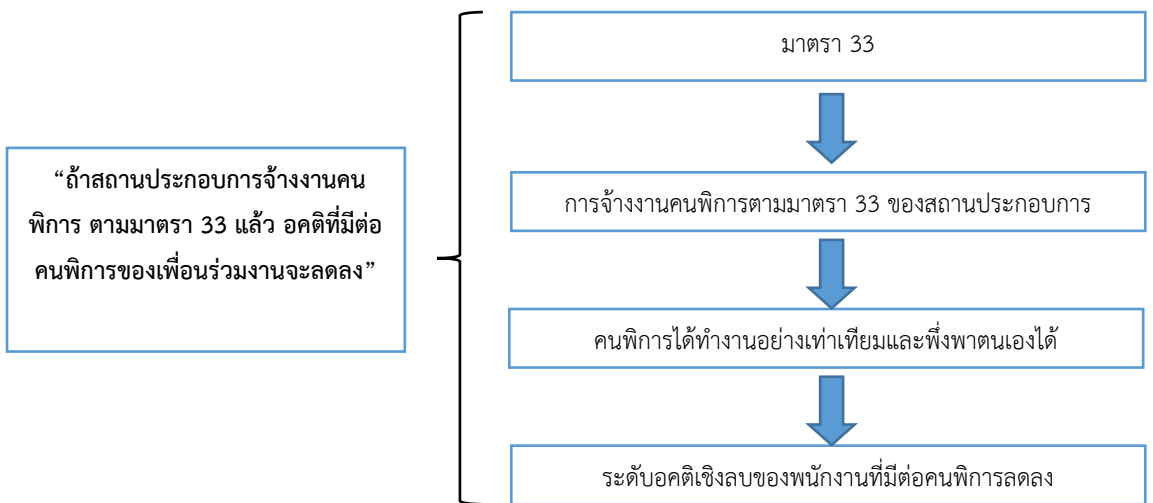 “ถ้าสถานประกอบการจ้างงานคน
พิการ ตามมาตรา 33 แล้ว อคติที่มีต่อ
คนพิการของเพื่อนร่วมงานจะลดลง”
มาตรา 33
การจ้างงานคนพิการตามมาตรา 33 ของสถานประกอบการ
คนพิการได้ทำงานอย่างเท่าเทียมและพึ่งพาตนเองได้
ระดับอคติเชิงลบของพนักงานที่มีต่อคนพิการลดลง